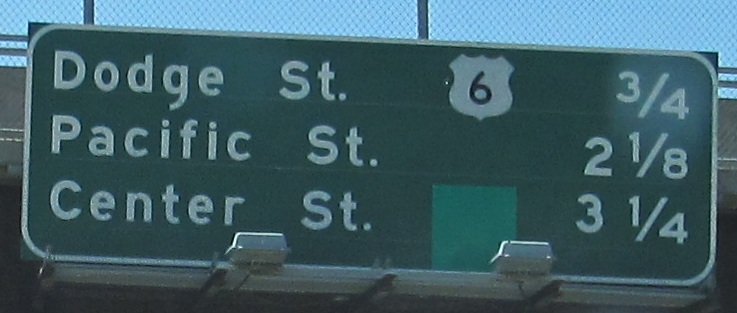 Dodge St. 6 3/4
Pacific St. 2 1/8
Center St. 3 1/4